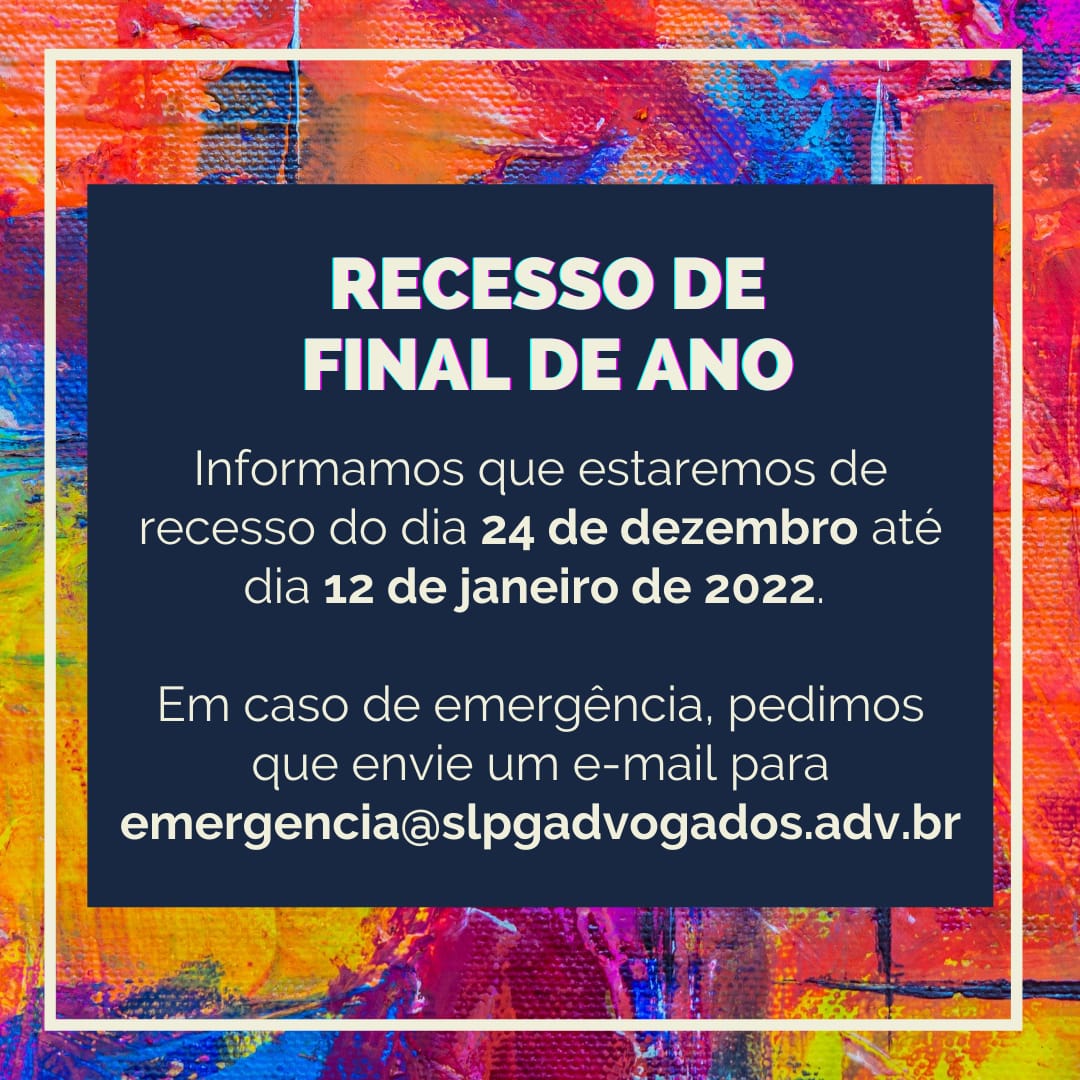 RECESSO DE
FINAL DE ANO
Informamos que estaremos de
recesso do dia 24 de dezembro até
dia 12 de janeiro de 2022.
Em caso de emergência, pedimos
que envie um e-mail para
emergencia@slpgadvogados.adv.br